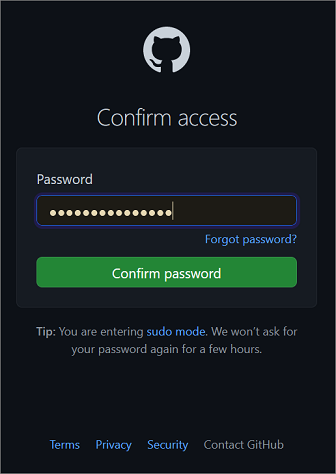 Confirm access
Password
●●●●●●●●●●●●●●●
Forgot password?
Confirm password
Tip: You are entering sudo mode. We won't ask for
your password again for a few hours.
Terms Privacy Security Contact GitHub